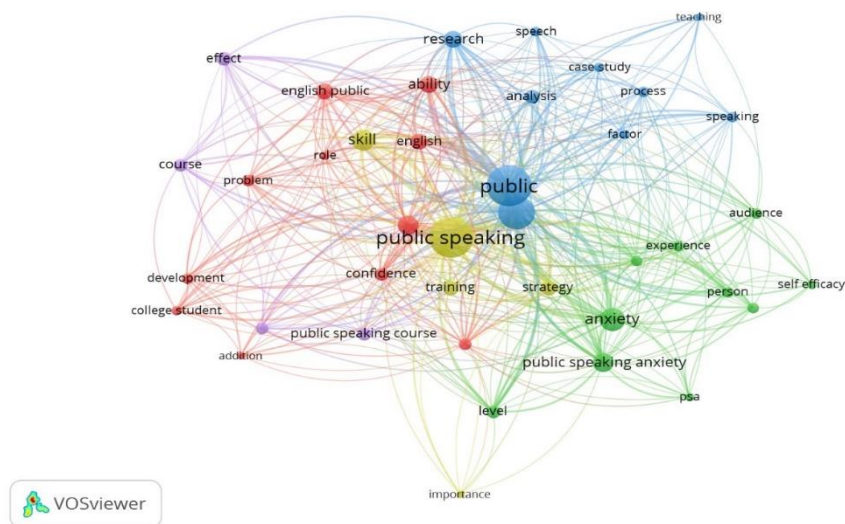 teaching
speech
research
effect
case study
ability
process
english public
analysis
speaking
factor
skill
english
role
course
problem
public
audience
public speaking
experience
confidence
development
self efficacy
training
strategy
person
college student
anxiety
public speaking course
addition
public speaking anxiety
psa
level
importance
VOSviewer